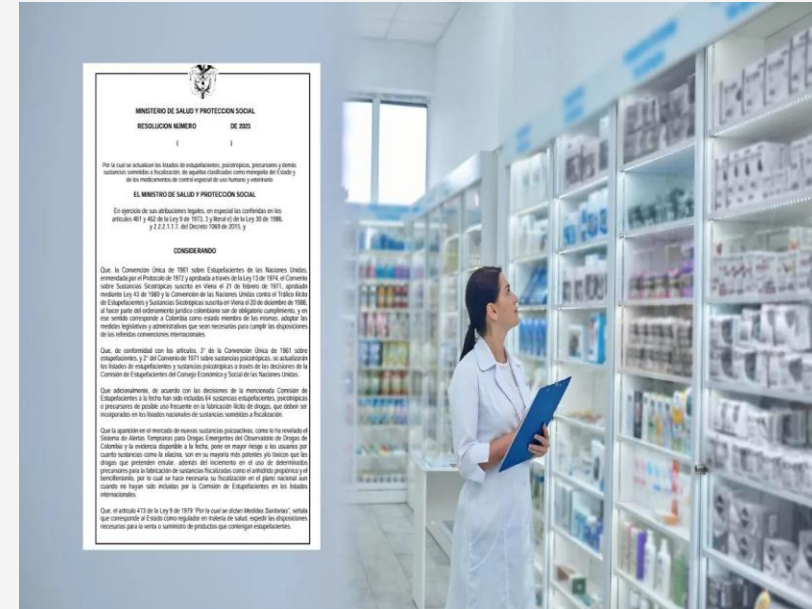 MINISTERIO DE SALUD Y PROTECCION SOCIAL
RESOLUCION NÚMERO DE 2025
( )
Por la cual se actualizan los listados de estupefacientes, psicotrópicos, precursores y demás
sustancias sometidas a fiscalización, de aquellas clasificadas como monopolio del Estado y
de los medicamentos de control especial de uso humano y veterinario
EL MINISTRO DE SALUD Y PROTECCIÓN SOCIAL
En ejercicio de sus atribuciones legales, en especial las conferidas en los
articulos 461 y 462 de la Ley 9 de 1973, 3 y literal e) de la Ley 30 de 1986,
y 2.2.2.1.1.7. del Decreto 1069 de 2015, y
CONSIDERANDO
Que, la Convención Única de 1961 sobre Estupefacientes de las Naciones Unidas,
enmendada por el Protocolo de 1972 y aprobada a través de la Ley 13 de 1974, el Convenio
sobre Sustancias Sicotrópicas suscrito en Viena el 21 de febrero de 1971, aprobado
mediante Ley 43 de 1980 y la Convención de las Naciones Unidas contra el Tráfico Ilícito
de Estupefacientes y Sustancias Sicotrópicas suscrita en Viena el 20 de diciembre de 1988,
al hacer parte del ordenamiento jurídico colombiano son de obligatorio cumplimiento, y en
ese sentido corresponde a Colombia como estado miembro de las mismas, adoptar las
medidas legislativas y administrativas que sean necesarias para cumplir las disposiciones
de las referidas convenciones internacionales.
Que, de conformidad con los artículos, 3° de la Convención Única de 1961 sobre
estupefacientes, y 2° del Convenio de 1971 sobre sustancias psicotrópicas, se actualizarán
los listados de estupefacientes y sustancias psicotrópicas a través de las decisiones de la
Comisión de Estupefacientes del Consejo Económico y Social de las Naciones Unidas.
Que adicionalmente, de acuerdo con las decisiones de la mencionada Comisión de
Estupefacientes a la fecha han sido incluidas 64 sustancias estupefacientes, psicotrópicas
o precursores de posible uso frecuente en la fabricación ilícito de drogas, que deben ser
incorporadas en los listados nacionales de sustancias sometidas a fiscalización.
Que la aparición en el mercado de nuevas sustancias psicoactivas, como lo ha revelado el
Sistema de Alertas Tempranas para Drogas Emergentes del Observatorio de Drogas de
Colombia y la evidencia disponible a la fecha, pone en mayor riesgo a los usuarios por
cuanto sustancias como la xilacina, son en su mayoría más potentes y/o tóxicos que las
drogas que pretenden emular, además del incremento en el uso de determinados
precursores para la fabricación de sustancias fiscalizadas como el anhídrido propiónico y el
, por lo cual se hace necesaria su fiscalización en el plano nacional aun
cuando no hayan sido incluidas por la Comisión de Estupefacientes en los listados
internacionales.
Que, el artículo 473 de la Ley 9 de 1979 "Por la cual se dictan Medidas Sanitarias", señala
que corresponde al Estado como regulador en materia de salud, expedir las disposiciones
necesarias para la venta o suministro de productos que contengan estupefacientes.